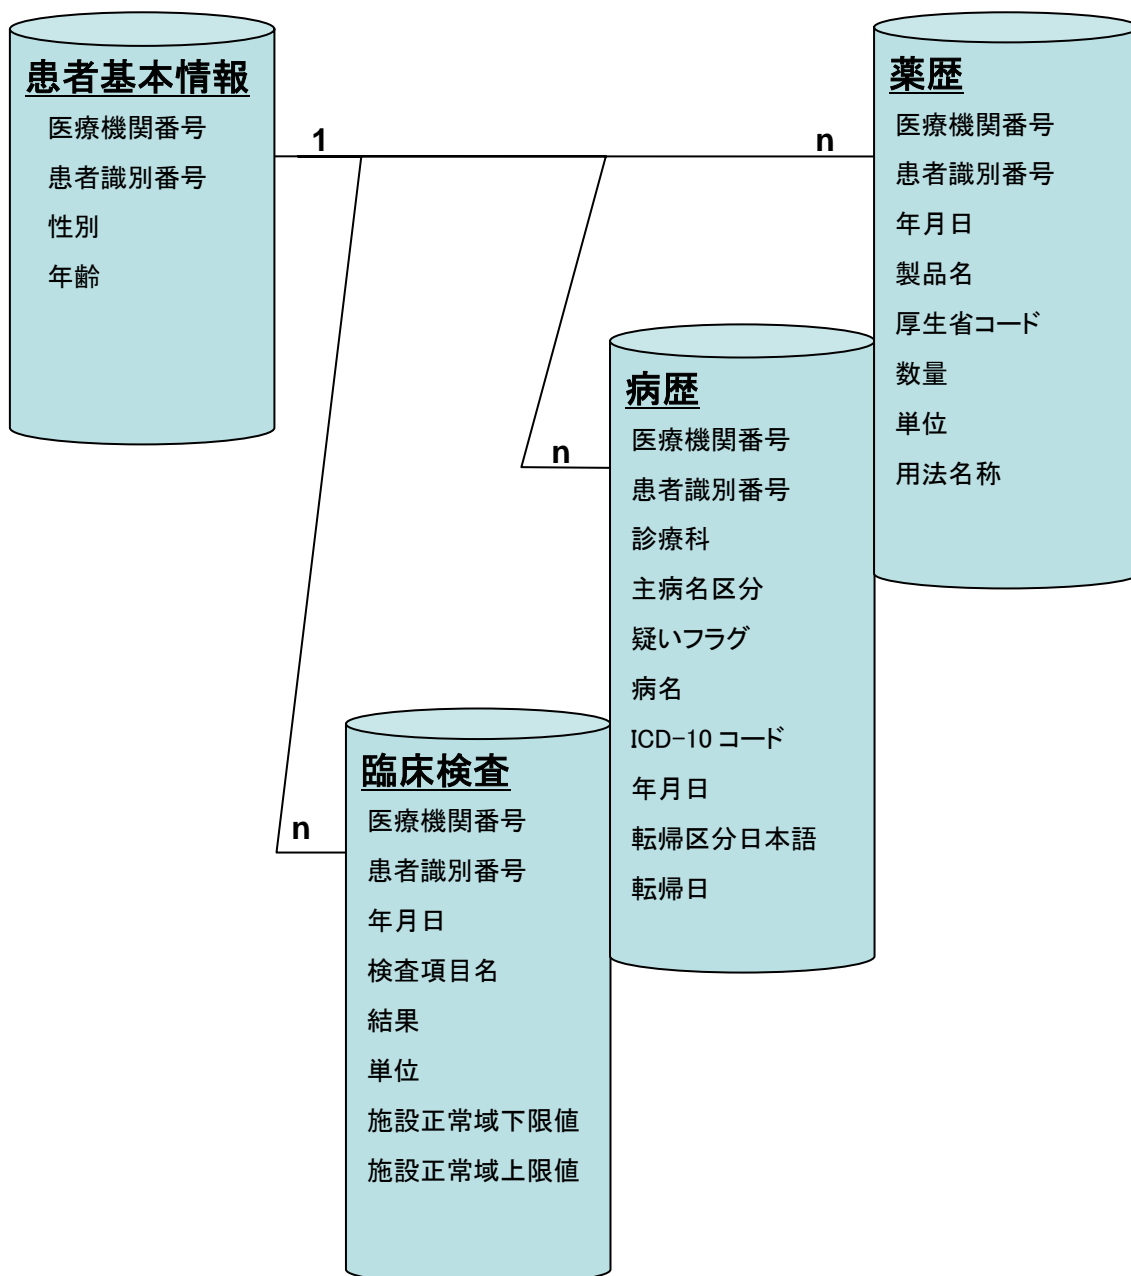 患者基本情報
医療機関番号
患者識別番号
性別
年齢
1
n
薬歴
医療機関番号
患者識別番号
年月日
製品名
厚生省コード
数量
単位
用法名称
n
病歴
医療機関番号
患者識別番号
診療科
主病名区分
疑いフラグ
病名
ICD-10 コード
年月日
転帰区分日本語
転帰日
n
臨床検査
医療機関番号
患者識別番号
年月日
検査項目名
結果
単位
施設正常域下限値
施設正常域上限値